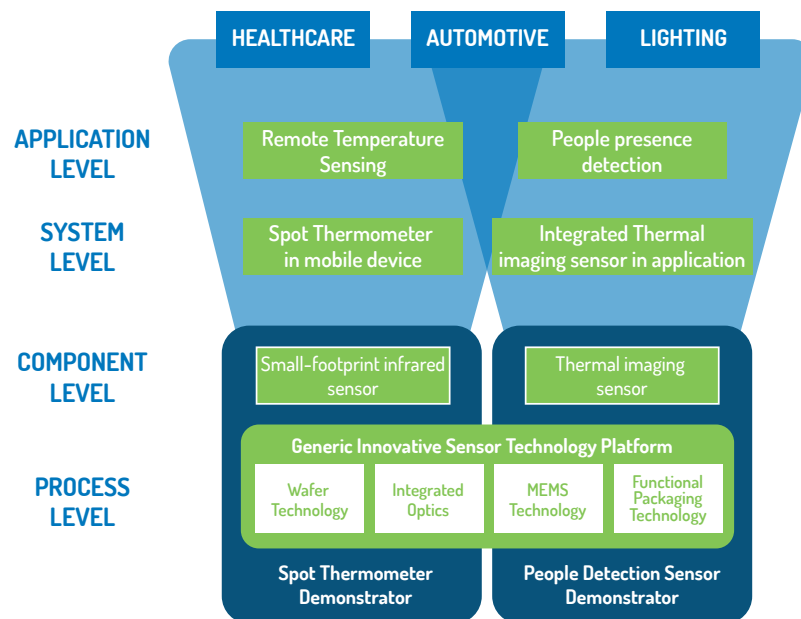 HEALTHCARE
AUTOMOTIVE
LIGHTING
APPLICATION
LEVEL
Remote Temperature
Sensing
People presence
detection
SYSTEM
LEVEL
Spot Thermometer
in mobile device
Integrated Thermal
imaging sensor in application
COMPONENT
LEVEL
Small-footprint infrared
sensor
Thermal imaging
sensor
PROCESS
LEVEL
Generic Innovative Sensor Technology Platform
Wafer
Technology
Integrated
Optics
MEMS
Technology
Functional
Packaging
Technology
Spot Thermometer
Demonstrator
People Detection Sensor
Demonstrator